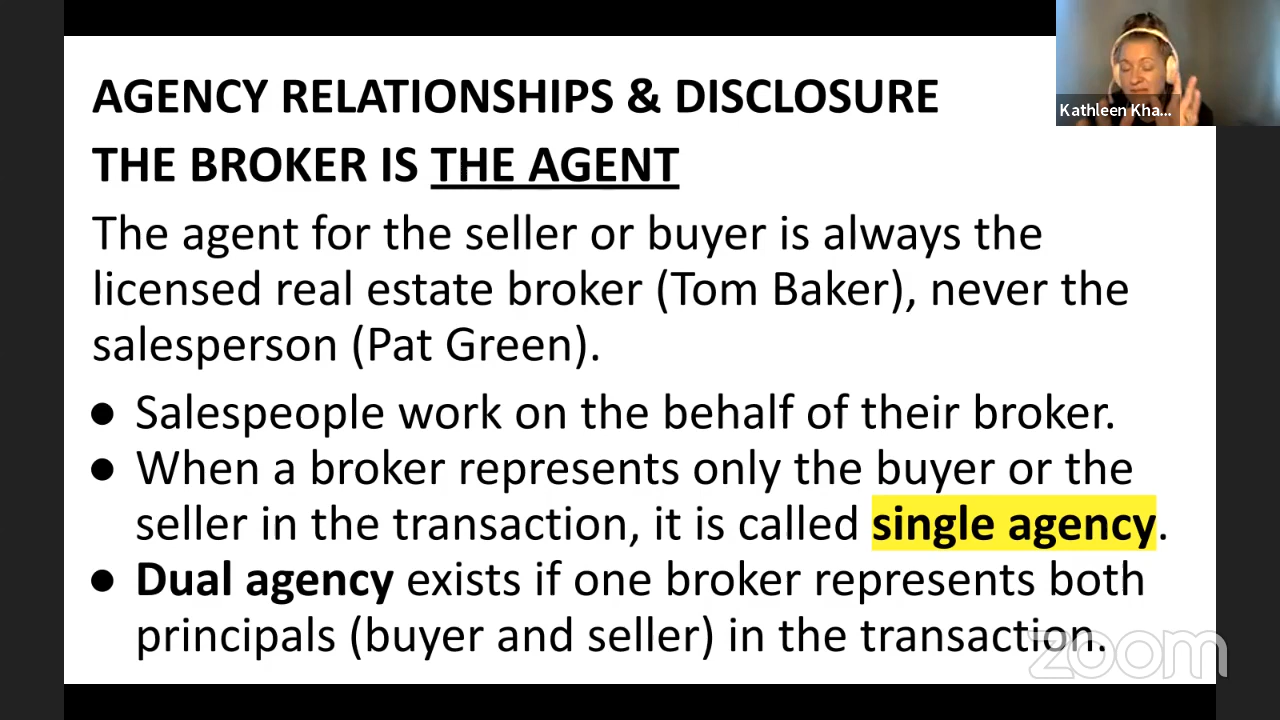 AGENCY RELATIONSHIPS & DISCLOSURE
THE BROKER IS THE AGENT
The agent for the seller or buyer is always the
licensed real estate broker (Tom Baker), never the
salesperson (Pat Green).
● Salespeople work on the behalf of their broker.
● When a broker represents only the buyer or the
seller in the transaction, it is called single agency.
● Dual agency exists if one broker represents both
principals (buyer and seller) in the transaction.
Kathleen Kha...
zoom